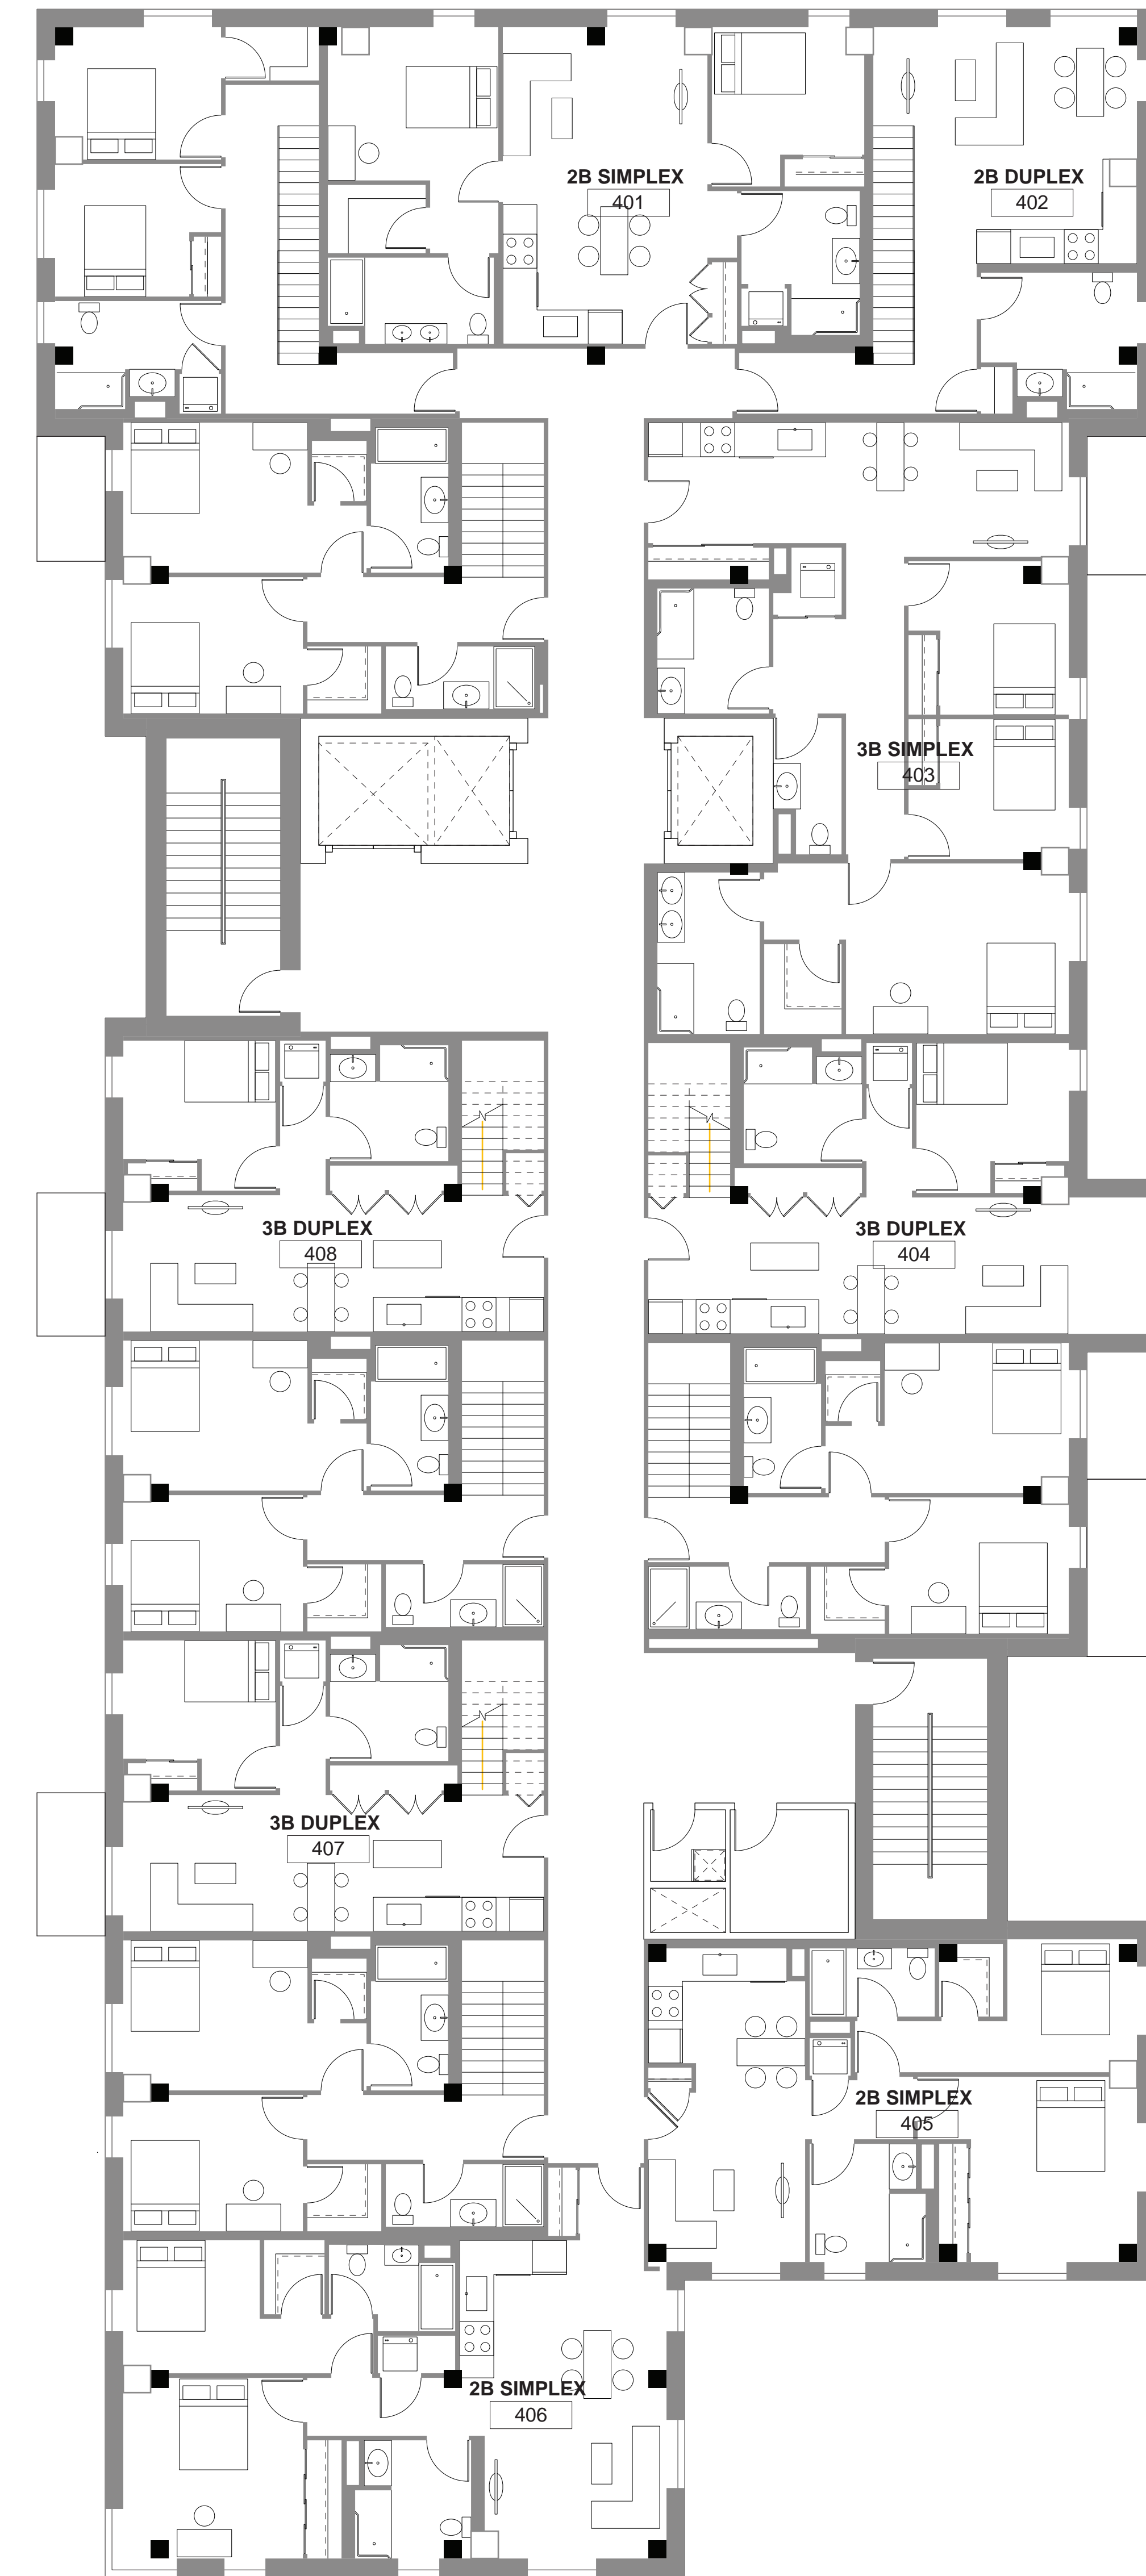 2B SIMPLEX
401
2B DUPLEX
402
3B SIMPLEX
403
3B DUPLEX
408
3B DUPLEX
404
3B DUPLEX
407
2B SIMPLEX
405
2B SIMPLEX
406